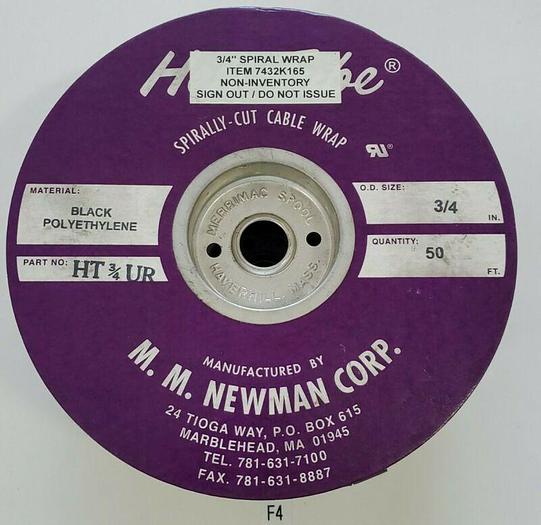 3/4" SPIRAL WRAP
ITEM 7432K165
NON-INVENTORY
SIGN OUT / DO NOT ISSUE
®
SPIRALLY-CUT CABLE WRAP
RU®
MATERIAL:
BLACK
POLYETHYLENE
PART NO: HT 3/4 UR
O.D. SIZE:
3/4
IN.
QUANTITY:
50
FT.
MERRIMAC SPOOL
HAVERHILL, MASS.
MANUFACTURED BY
M. M. NEWMAN CORP.
24 TIOGA WAY, P.O. BOX 615
MARBLEHEAD, MA 01945
TEL. 781-631-7100
FAX. 781-631-8887
F4